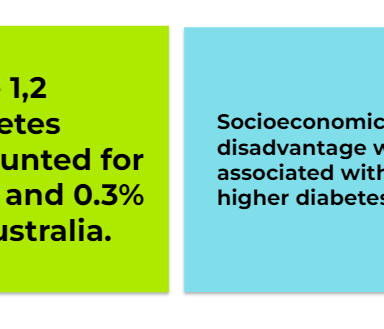 1,2
etes
unted for
and 0.3%
ustralia.
Socioeconomic
disadvantage w
associated with
higher diabetes